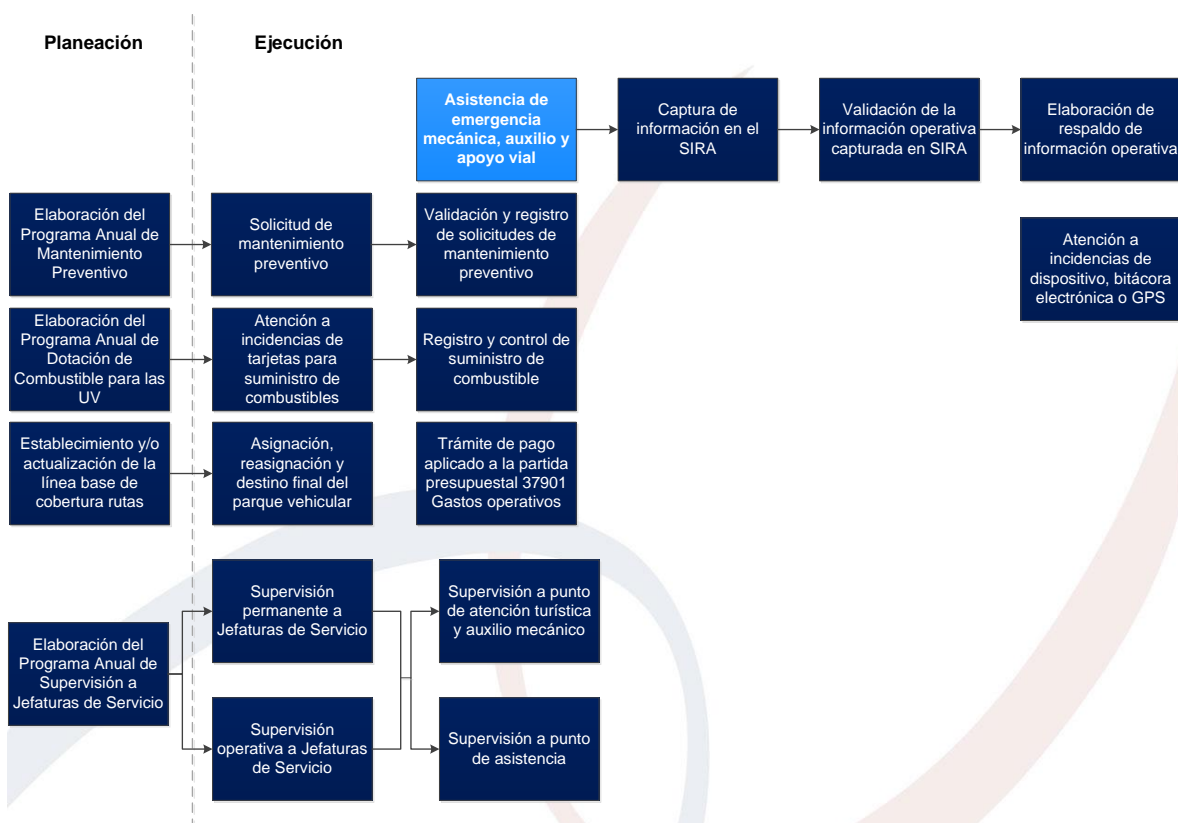 Planeación
Ejecución
Asistencia de
emergencia
mecánica, auxilio y
apoyo vial
Captura de
información en el
SIRA
Validación de la
información operativa
capturada en SIRA
Elaboración de
respaldo de
información operativa
Elaboración del
Programa Anual de
Mantenimiento
Preventivo
Solicitud de
mantenimiento
preventivo
Validación y registro
de solicitudes de
mantenimiento
preventivo
Atención a
incidencias de
dispositivo, bitácora
electrónica o GPS
Elaboración del
Programa Anual de
Dotación de
Combustible para las
UV
Atención a
incidencias de
tarjetas para
suministro de
combustibles
Registro y control de
suministro de
combustible
Establecimiento y/o
actualización de la
línea base de
cobertura rutas
Asignación,
reasignación y
destino final del
parque vehicular
Trámite de pago
aplicado a la partida
presupuestal 37901
Gastos operativos
Elaboración del
Programa Anual de
Supervisión a
Jefaturas de Servicio
Supervisión
permanente a
Jefaturas de Servicio
Supervisión a punto
de atención turística
y auxilio mecánico
Supervisión
operativa a Jefaturas
de Servicio
Supervisión a punto
de asistencia